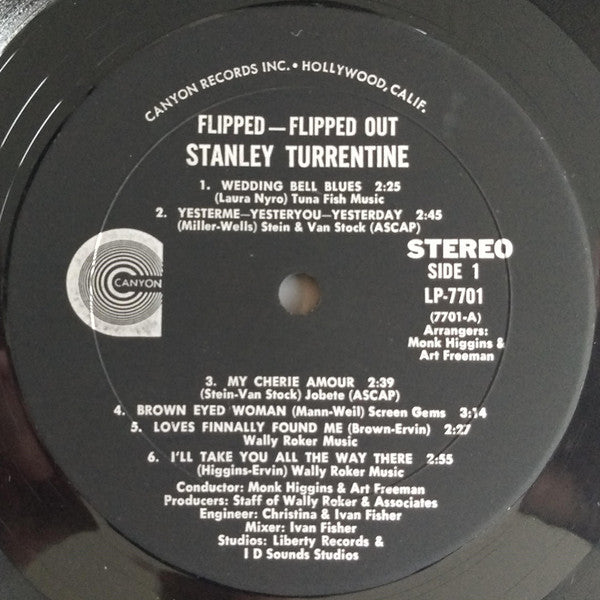 CANYON RECORDS INC. • HOLLYWOOD, CALIF.
FLIPPED — FLIPPED OUT
STANLEY TURRENTINE
1. WEDDING BELL BLUES 2:25
(Laura Nyro) Tuna Fish Music
2. YESTERME—YESTERYOU—YESTERDAY 2:45
(Miller-Wells) Stein & Van Stock (ASCAP)
CANYON
STEREO
SIDE 1
LP-7701
(7701-A)
Arrangers:
Monk Higgins &
Art Freeman
3. MY CHERIE AMOUR 2:39
(Stein-Van Stock) Jobete (ASCAP)
4. BROWN EYED WOMAN (Mann-Weil) Screen Gems 3:14
5. LOVES FINNALLY FOUND ME (Brown-Ervin) 2:27
Wally Roker Music
6. I'LL TAKE YOU ALL THE WAY THERE 2:55
(Higgins-Ervin) Wally Roker Music
Conductor: Monk Higgins & Art Freeman
Producers: Staff of Wally Roker & Associates
Engineer: Christina & Ivan Fisher
Mixer: Ivan Fisher
Studios: Liberty Records &
I D Sounds Studios